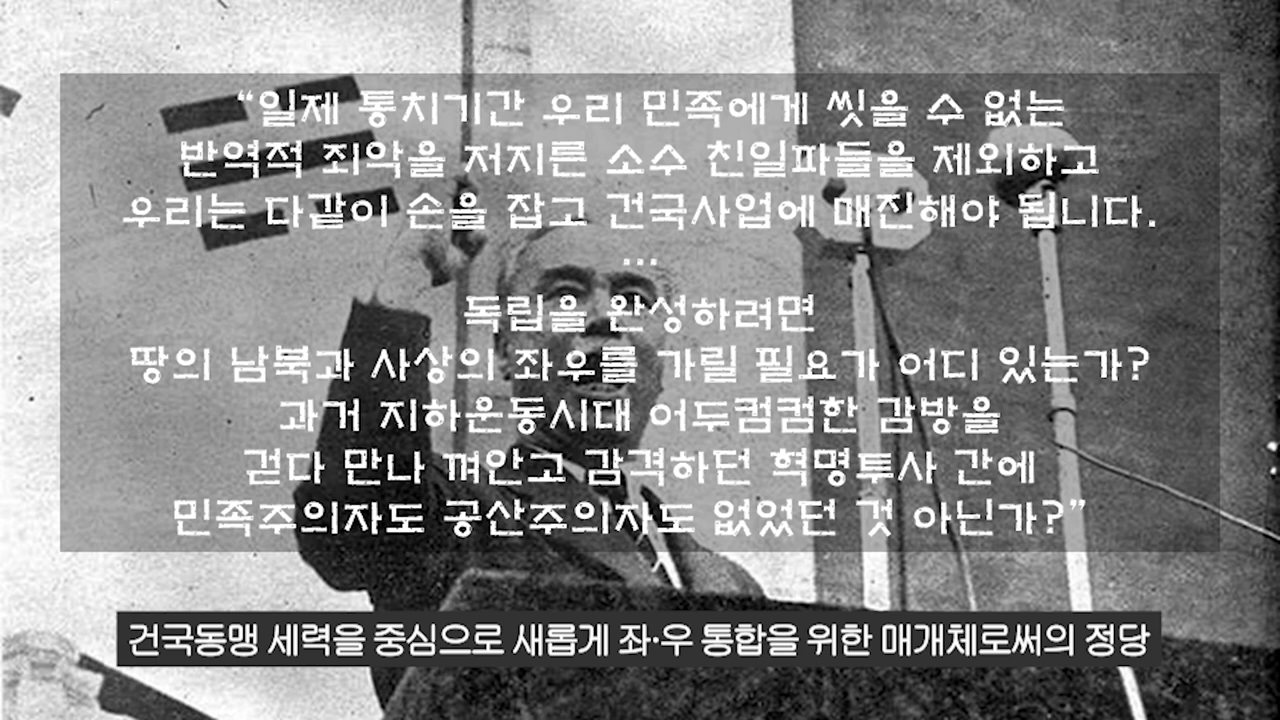 “일제 통치기간 우리 민족에게 씻을 수 없는
반역적 죄악을 저지른 소수 친일파들을 제외하고
우리는 다같이 손을 잡고 건국사업에 매진해야 됩니다.
...
독립을 완성하려면
땅의 남북과 사상의 좌우를 가릴 필요가 어디 있는가?
과거 지하운동시대 어두컴컴한 감방을
걷다 만나 껴안고 감격하던 혁명투사 간에
민족주의자도 공산주의자도 없었던 것 아닌가?”
건국동맹 세력을 중심으로 새롭게 좌·우 통합을 위한 매개체로써의 정당